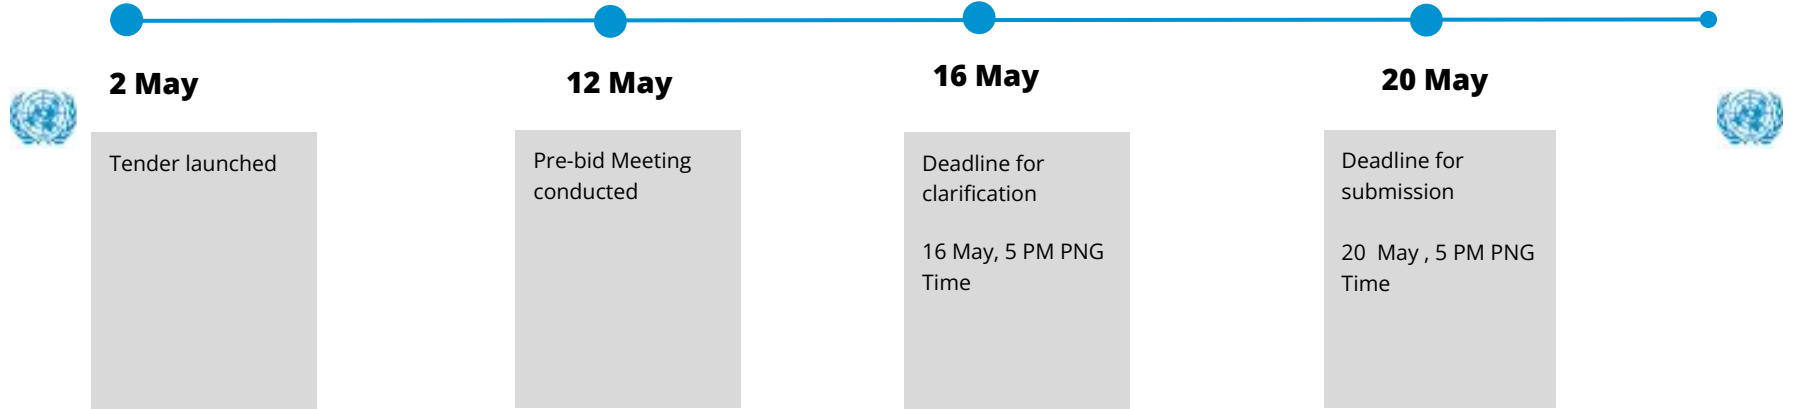 2 May
12 May
16 May
20 May
Tender launched
Pre-bid Meeting
conducted
Deadline for
clarification
16 May, 5 PM PNG
Time
Deadline for
submission
20  May , 5 PM PNG
Time